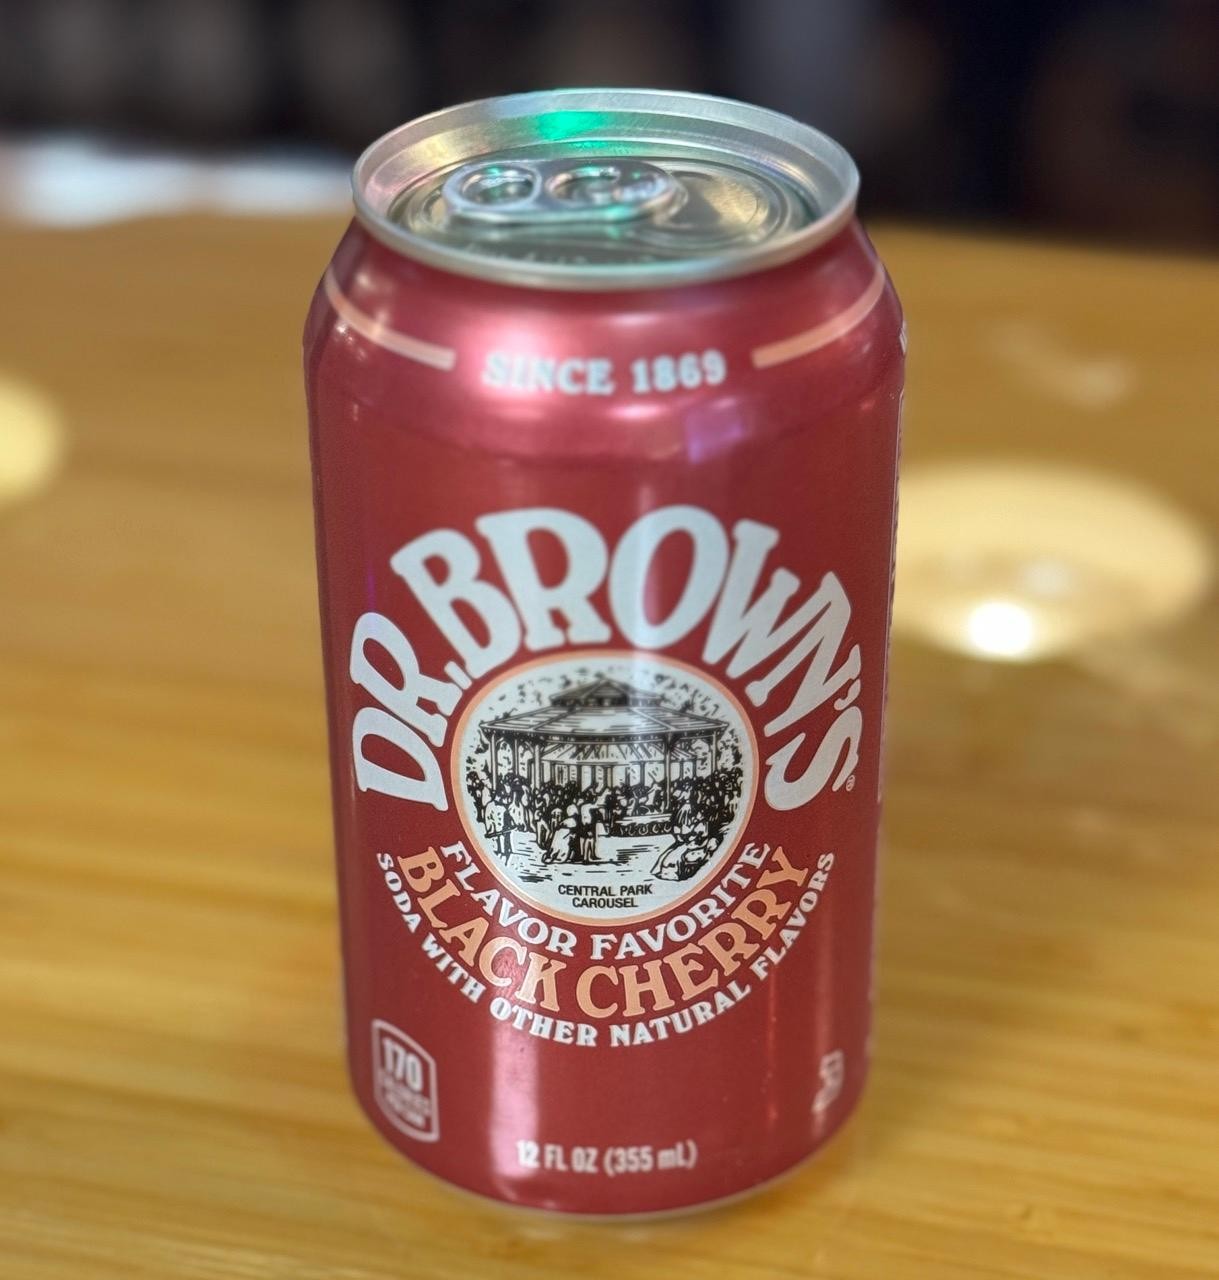 SINCE 1869
DR. BROWN'S®
CENTRAL PARK
CAROUSEL
FLAVOR FAVORITE
BLACK CHERRY
SODA WITH OTHER NATURAL FLAVORS
170
12 FL OZ (355 mL)